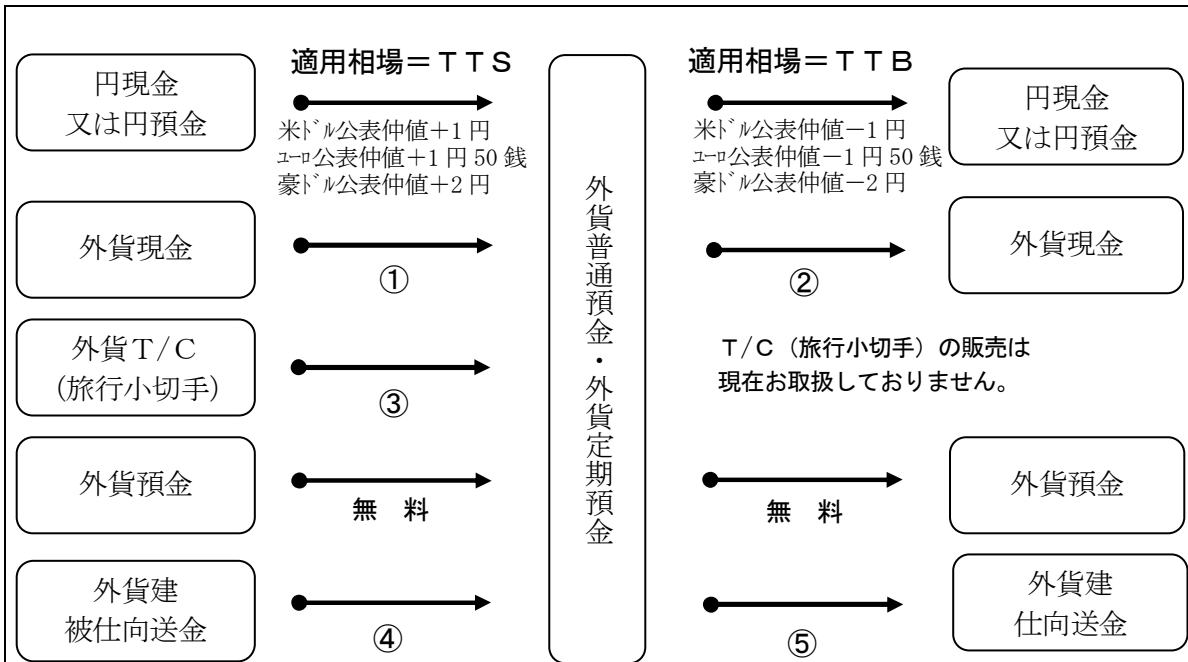 適用相場=TTS
円現金
又は円預金
米ドル公表仲値+1円
ユーロ公表仲値+1円50銭
豪ドル公表仲値+2円
外貨現金
①
外貨T/C
(旅行小切手)
③
外貨預金
無 料
外貨建
被仕向送金
④
外貨普通預金・外貨定期預金
適用相場=TTB
円現金
又は円預金
米ドル公表仲値-1円
ユーロ公表仲値-1円50銭
豪ドル公表仲値-2円
外貨現金
②
T/C(旅行小切手)の販売は
現在お取扱しておりません。
外貨預金
無 料
外貨建
仕向送金
⑤